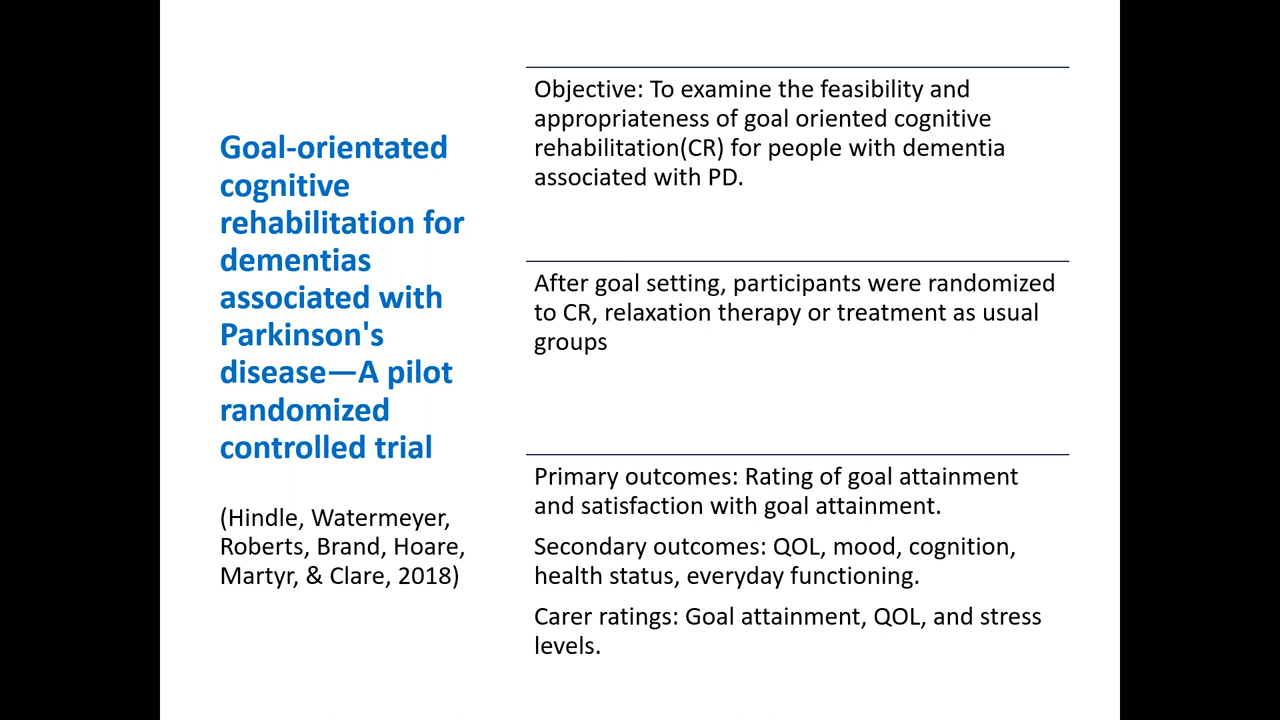 Goal-orientated
cognitive
rehabilitation for
dementias
associated with
Parkinson's
disease—A pilot
randomized
controlled trial
(Hindle, Watermeyer,
Roberts, Brand, Hoare,
Martyr, & Clare, 2018)
Objective: To examine the feasibility and
appropriateness of goal oriented cognitive
rehabilitation(CR) for people with dementia
associated with PD.
After goal setting, participants were randomized
to CR, relaxation therapy or treatment as usual
groups
Primary outcomes: Rating of goal attainment
and satisfaction with goal attainment.
Secondary outcomes: QOL, mood, cognition,
health status, everyday functioning.
Carer ratings: Goal attainment, QOL, and stress
levels.